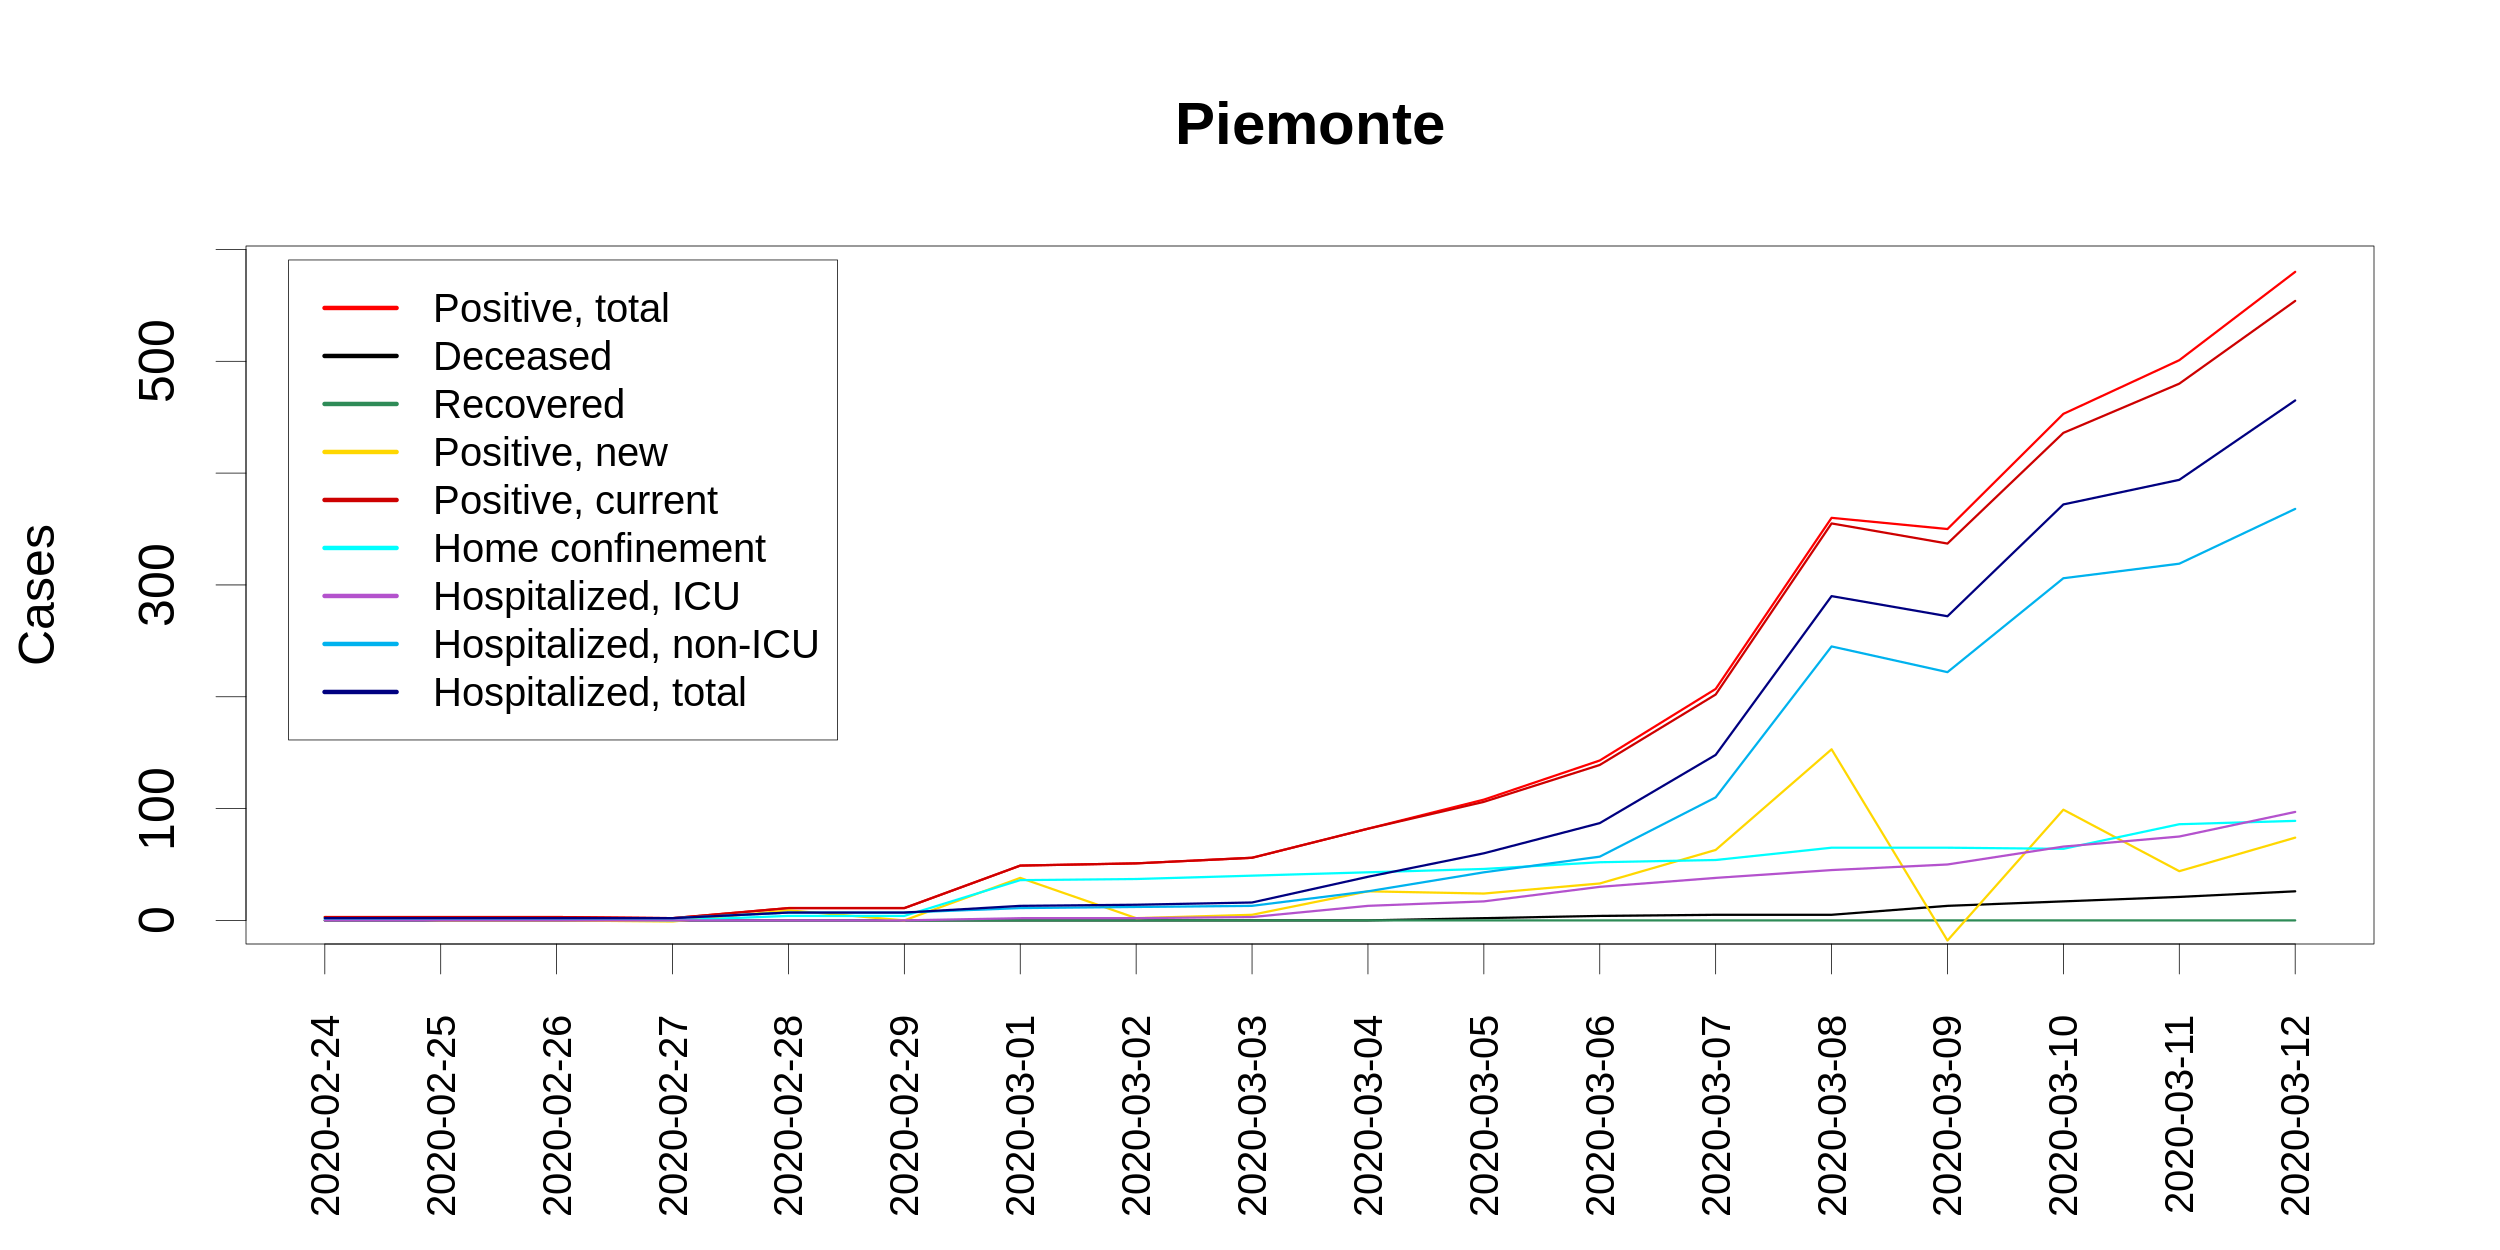 Piemonte
Cases
0
100
300
500
Positive, total
Deceased
Recovered
Positive, new
Positive, current
Home confinement
Hospitalized, ICU
Hospitalized, non-ICU
Hospitalized, total
2020-02-24
2020-02-25
2020-02-26
2020-02-27
2020-02-28
2020-02-29
2020-03-01
2020-03-02
2020-03-03
2020-03-04
2020-03-05
2020-03-06
2020-03-07
2020-03-08
2020-03-09
2020-03-10
2020-03-11
2020-03-12